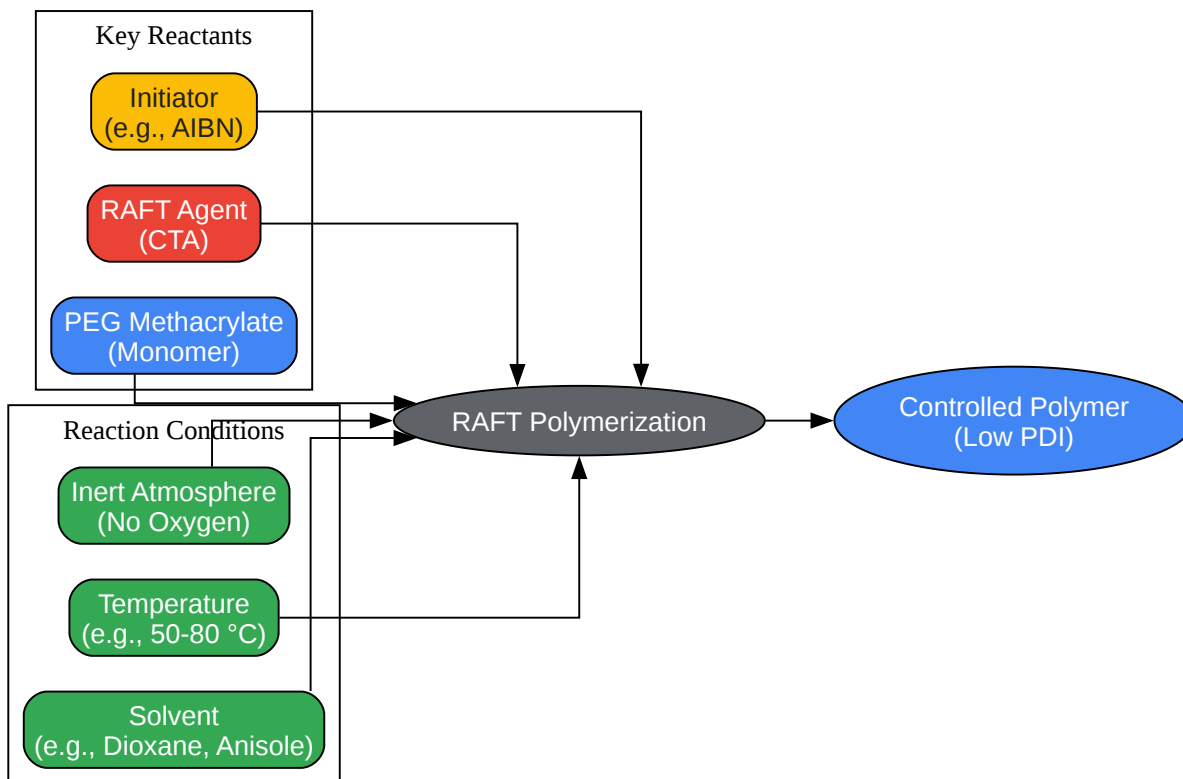 Key Reactants
Initiator
(e.g., AIBN)
RAFT Agent
(CTA)
PEG Methacrylate
(Monomer)
Reaction Conditions
Inert Atmosphere
(No Oxygen)
Temperature
(e.g., 50-80 °C)
Solvent
(e.g., Dioxane, Anisole)
RAFT Polymerization
Controlled Polymer
(Low PDI)